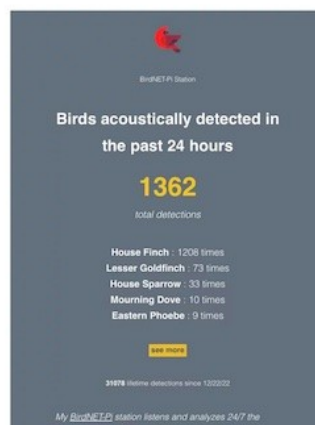 BirdNET-Pi Station
Birds acoustically detected in
the past 24 hours
1362
total detections
House Finch : 1208 times
Lesser Goldfinch : 73 times
House Sparrow : 33 times
Mourning Dove : 10 times
Eastern Phoebe : 9 times
see more
31078 lifetime detections since 12/22/22
My BirdNET-Pi station listens and analyzes 24/7 the